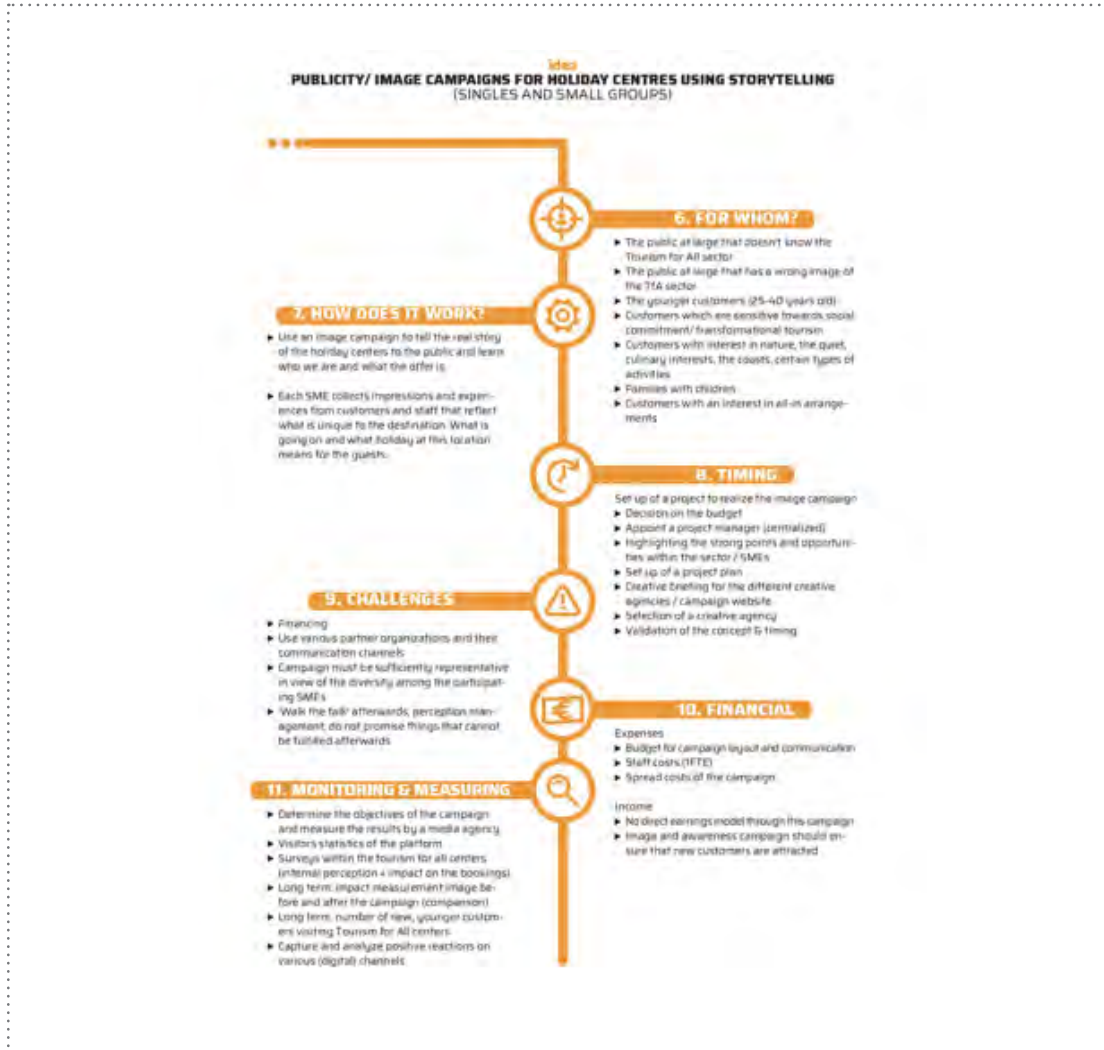 idea
PUBLICITY/ IMAGE CAMPAIGNS FOR HOLIDAY CENTRES USING STORYTELLING
(SINGLES AND SMALL GROUPS)
6. FOR WHOM?
► The public at large that doesn't know the
Tourism for All sector
► The public at large that has a wrong image of
the TfA sector
► The younger customers (25-40 years old)
► Customers which are sensitive towards social
commitment/ transformational tourism
► Customers with interest in nature, the quiet,
culinary interests, the coasts, certain types of
activities
► Families with children
► Customers with an interest in all-in arrange-
ments
7. HOW DOES IT WORK?
► Use an image campaign to tell the real story
of the holiday centers to the public and learn
who we are and what the offer is.
► Each SME collects impressions and experi-
ences from customers and staff that reflect
what is unique to the destination. What is
going on and what holiday at this location
means for the guests.
8. TIMING
Set up of a project to realize the image campaign
► Decision on the budget
► Appoint a project manager (centralized)
► Highlighting the strong points and opportuni-
ties within the sector / SMEs
► Set up of a project plan
► Creative briefing for the different creative
agencies / campaign website
► Selection of a creative agency
► Validation of the concept & timing
9. CHALLENGES
► Financing
► Use various partner organizations and their
communication channels
► Campaign must be sufficiently representative
in view of the diversity among the participat-
ing SMEs
► 'Walk the talk' afterwards, perception man-
agement, do not promise things that cannot
be fulfilled afterwards
10. FINANCIAL
Expenses
► Budget for campaign layout and communication
► Staff costs (1FTE)
► Spread costs of the campaign
Income
► No direct earnings model through this campaign
► Image and awareness campaign should en-
sure that new customers are attracted
11. MONITORING & MEASURING
► Determine the objectives of the campaign
and measure the results by a media agency
► Visitors statistics of the platform
► Surveys within the tourism for all centers
(internal perception + impact on the bookings)
► Long term: impact measurement image be-
fore and after the campaign (comparison)
► Long term: number of new, younger custom-
ers visiting Tourism for All centers
► Capture and analyze positive reactions on
various (digital) channels